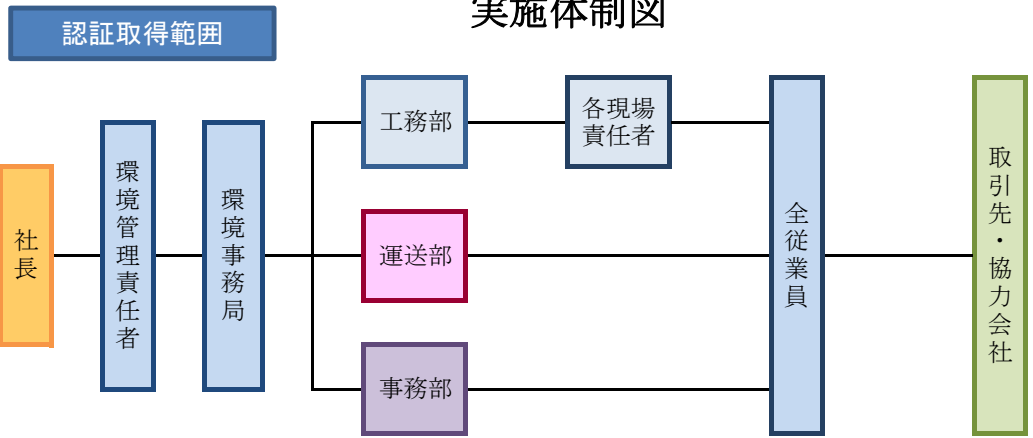 実施体制図
認証取得範囲
社長
環境管理責任者
環境事務局
工務部
各現場
責任者
運送部
事務部
全従業員
取引先・協力会社